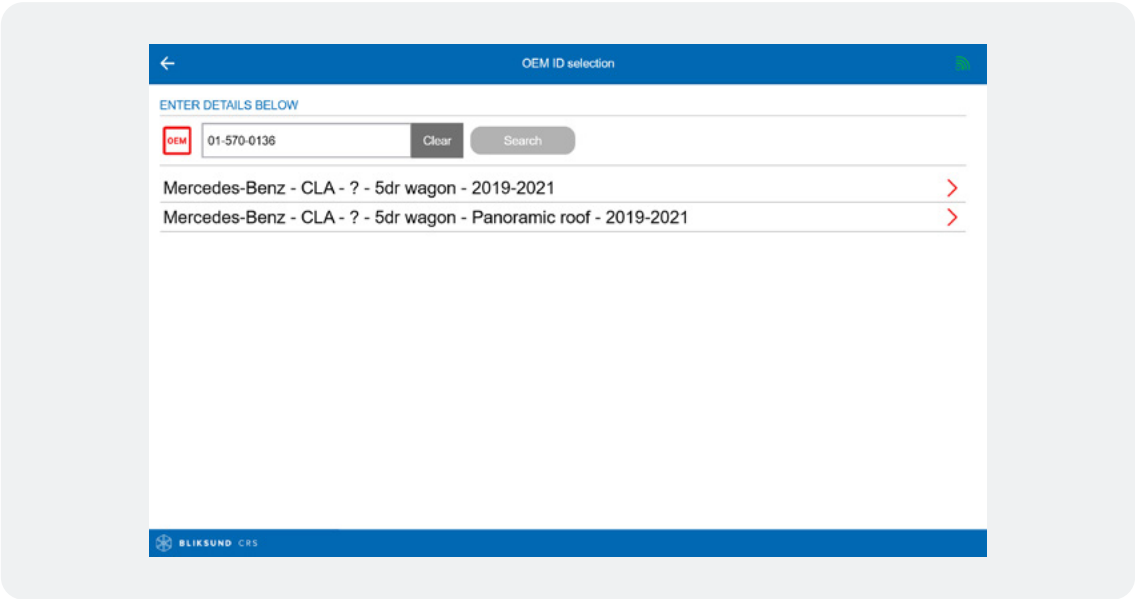 OEM ID selection
ENTER DETAILS BELOW
OEM 01-570-0136 Clear Search
Mercedes-Benz - CLA - ? - 5dr wagon - 2019-2021
Mercedes-Benz - CLA - ? - 5dr wagon - Panoramic roof - 2019-2021
BLIKSUND CRS